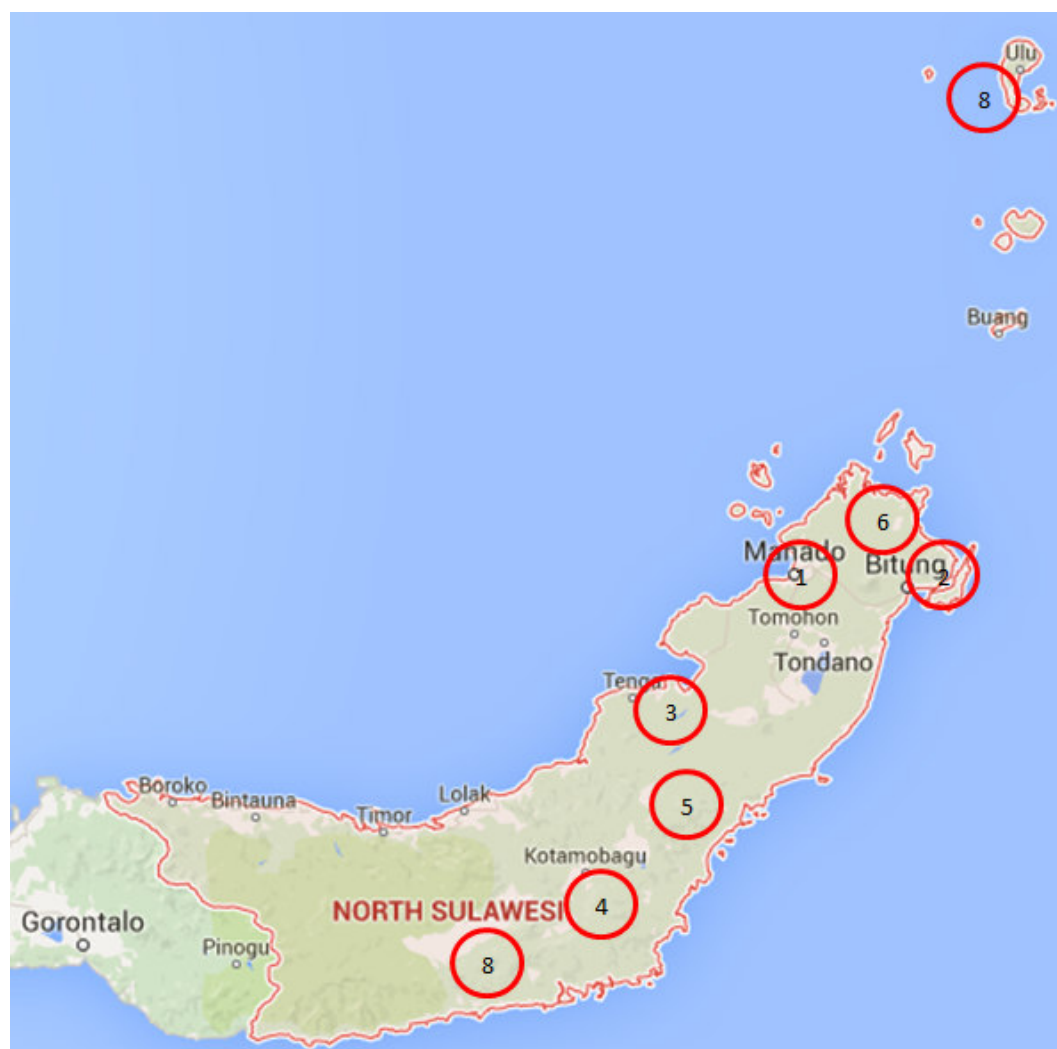 Ulu
8
Buang
6
Manado
Bitung
1
2
Tomohon
Tondano
Tenga
3
Boroko
Bintauna
Lolak
Timor
5
Kotamobagu
4
NORTH SULAWESI
Gorontalo
Pinogu
8